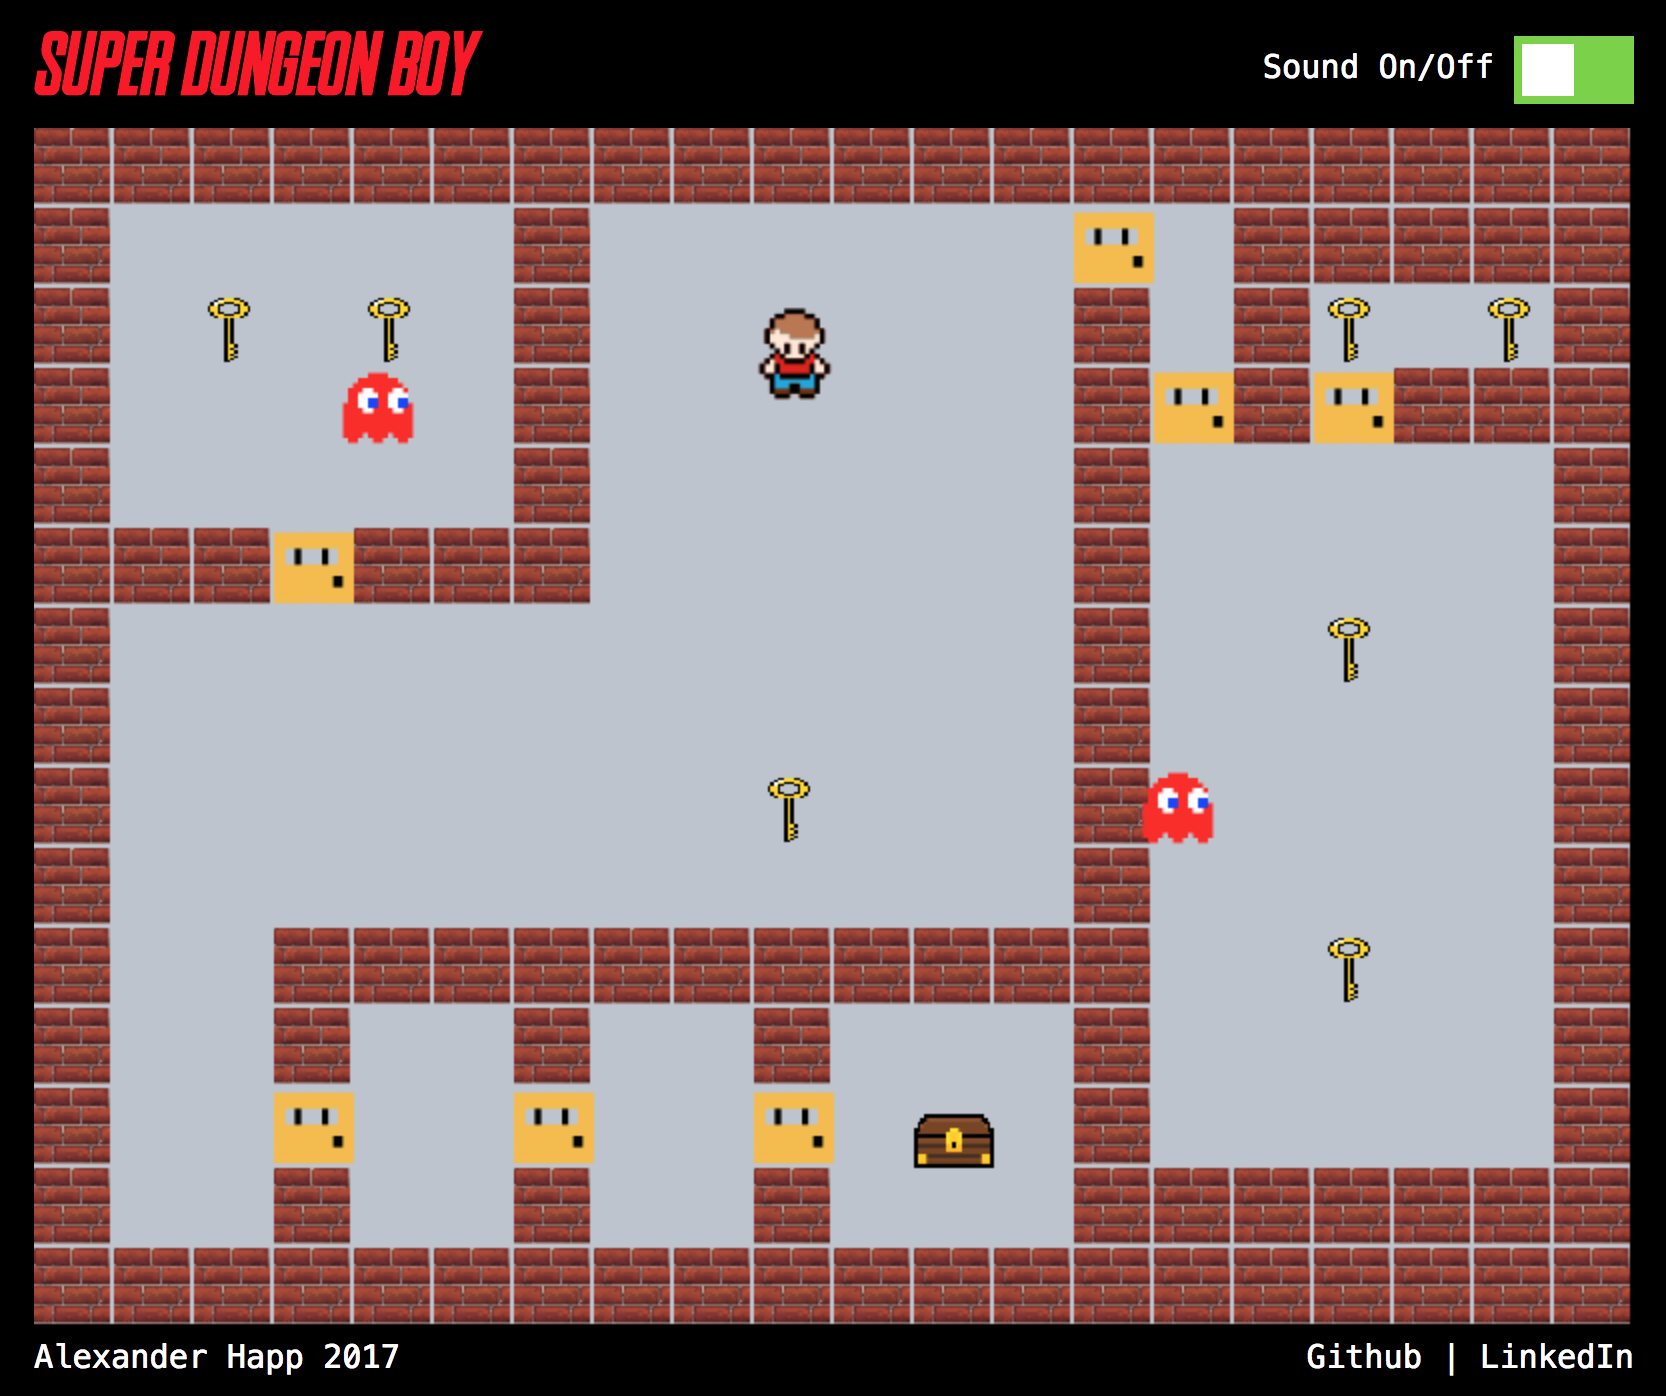 SUPER DUNGEON BOY
Sound On/Off
Alexander Happ 2017
Github | LinkedIn